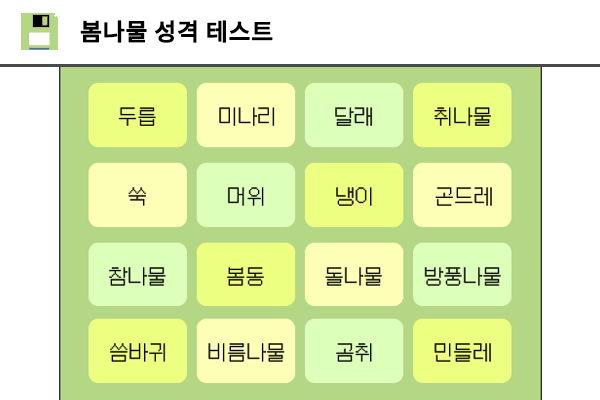 봄나물 성격 테스트
두릅 미나리 달래 취나물
쑥 머위 냉이 곤드레
참나물 봄동 돌나물 방풍나물
씀바귀 비름나물 곰취 민들레